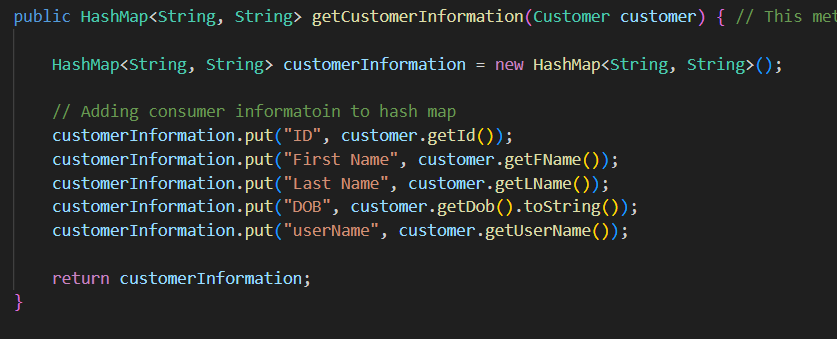 public HashMap<String, String> getCustomerInformation(Customer customer) { // This
HashMap<String, String> customerInformation = new HashMap<String, String>();
// Adding consumer informatoin to hash map
customerInformation.put("ID", customer.getId());
customerInformation.put("First Name", customer.getFName());
customerInformation.put("Last Name", customer.getLName());
customerInformation.put("DOB", customer.getDob().toString());
customerInformation.put("userName", customer.getUserName());
return customerInformation;
}